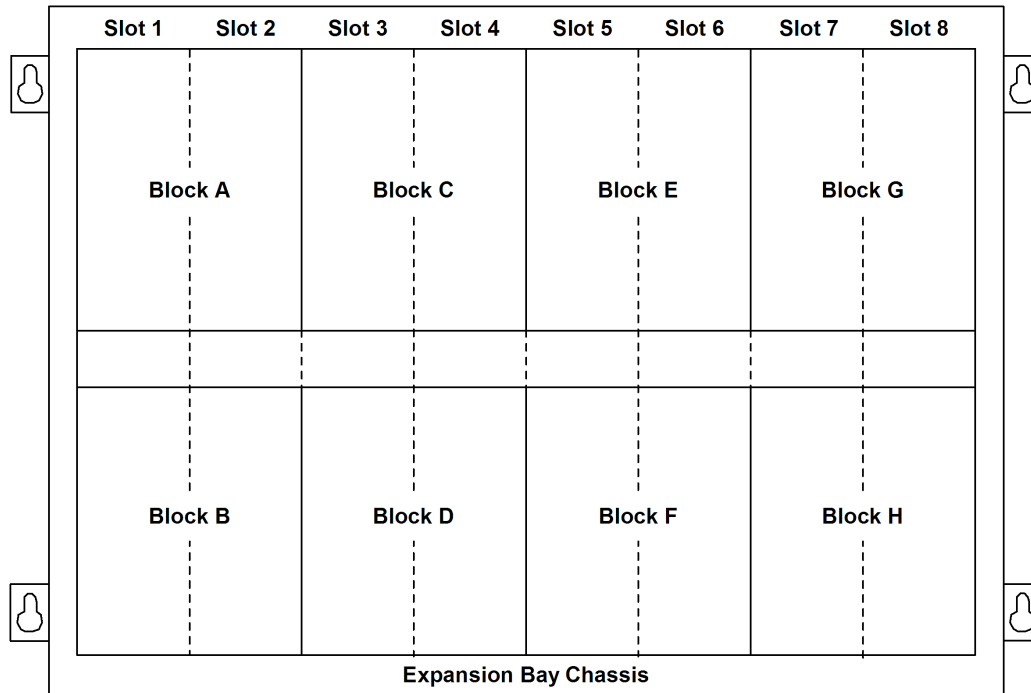 Slot 1 Slot 2 Slot 3 Slot 4 Slot 5 Slot 6 Slot 7 Slot 8
Block A Block C Block E Block G
Block B Block D Block F Block H
Expansion Bay Chassis